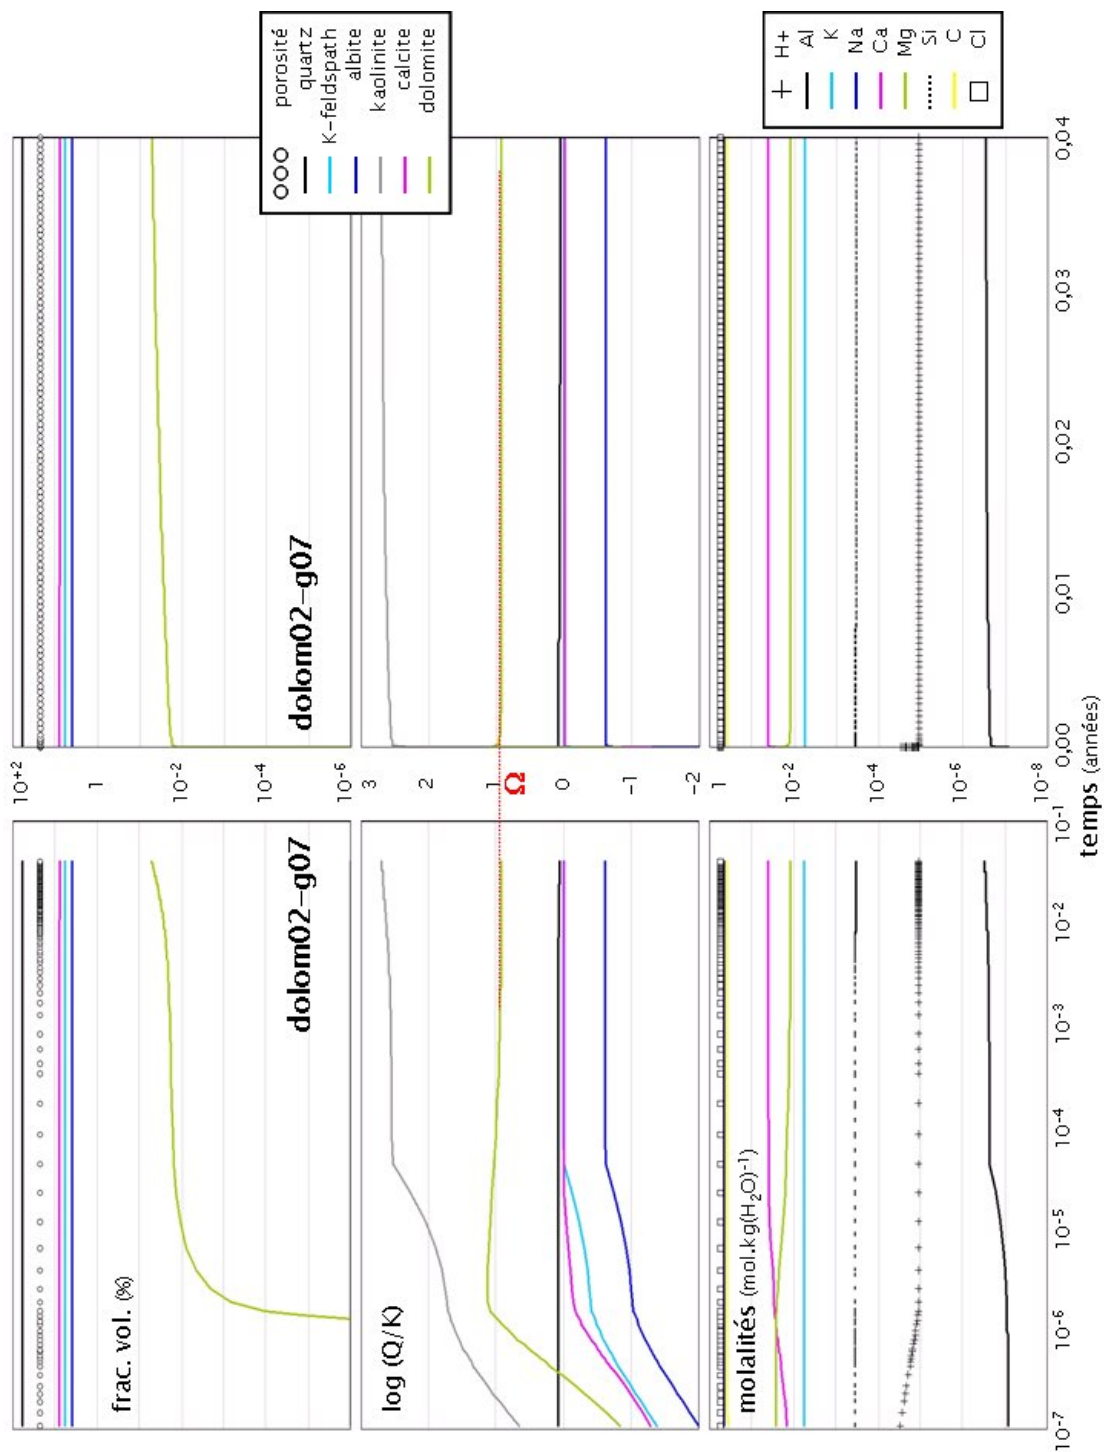 frac. vol. (%)
dolom02-g07
10+2
1
10-2
10-4
10-6
dolom02-g07
porosité
quartz
K-feldspath
albite
kaolinite
calcite
dolomite
log (Q/K)
3
2
1
Ω
0
-1
-2
molalités (mol.kg(H2O)-1)
1
10-2
10-4
10-6
10-8
H+
Al
K
Na
Ca
Mg
Si
C
Cl
10-7 10-6 10-5 10-4 10-3 10-2 10-1 0,00 0,01 0,02 0,03 0,04
temps (années)